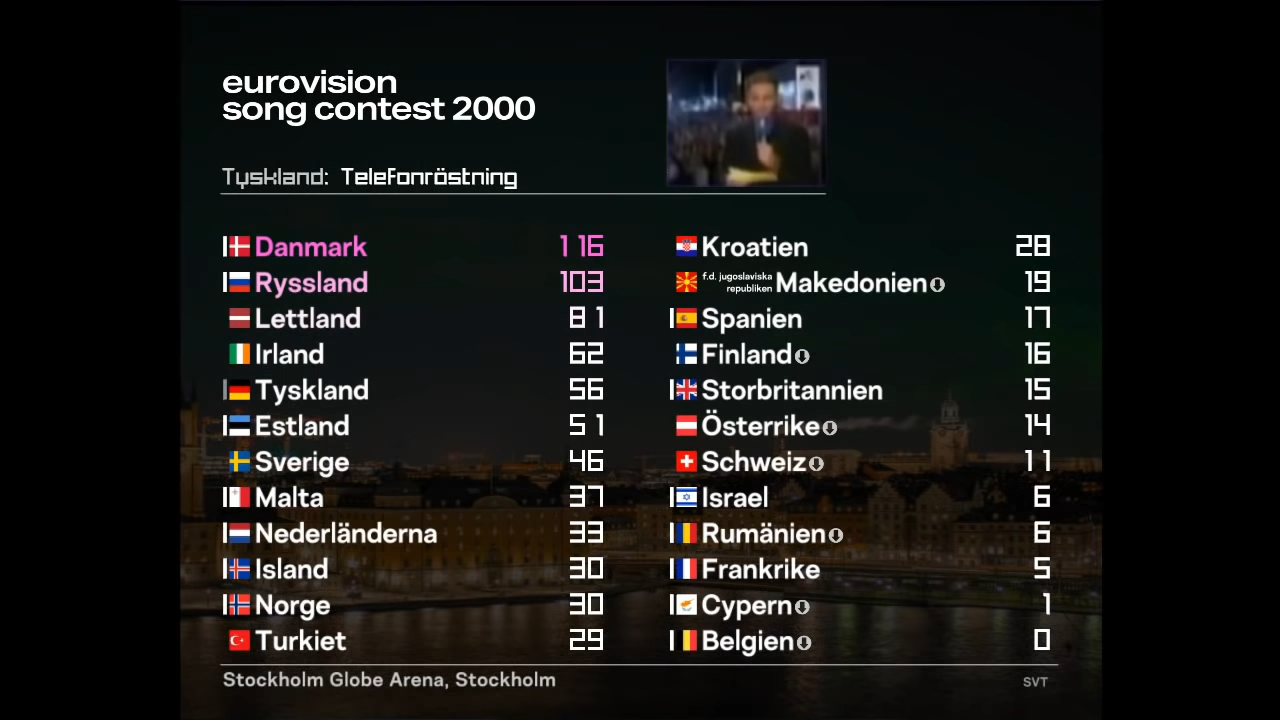 eurovision
song contest 2000
Tyskland: Telefonröstning
Danmark 116
Ryssland 103
Lettland 81
Irland 62
Tyskland 56
Estland 51
Sverige 46
Malta 37
Nederländerna 33
Island 30
Norge 30
Turkiet 29
Kroatien 28
f.d. jugoslaviska
republiken Makedonien 19
Spanien 17
Finland 16
Storbritannien 15
Österrike 14
Schweiz 11
Israel 6
Rumänien 6
Frankrike 5
Cypern 1
Belgien 0
Stockholm Globe Arena, Stockholm
SVT